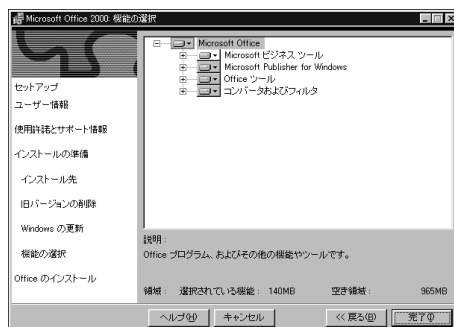 Microsoft Office 2000: 機能の選択
Microsoft Office
Microsoft ビジネス ツール
Microsoft Publisher for Windows
Office ツール
コンバータおよびフィルタ
セットアップ
ユーザー情報
使用許諾とサポート情報
インストールの準備
インストール先
旧バージョンの削除
Windows の更新
機能の選択
Office のインストール
説明:
Office プログラム、およびその他の機能やツールです。
領域: 選択されている機能: 140MB 空き領域: 965MB
ヘルプ(H) キャンセル << 戻る(B) 完了(I)